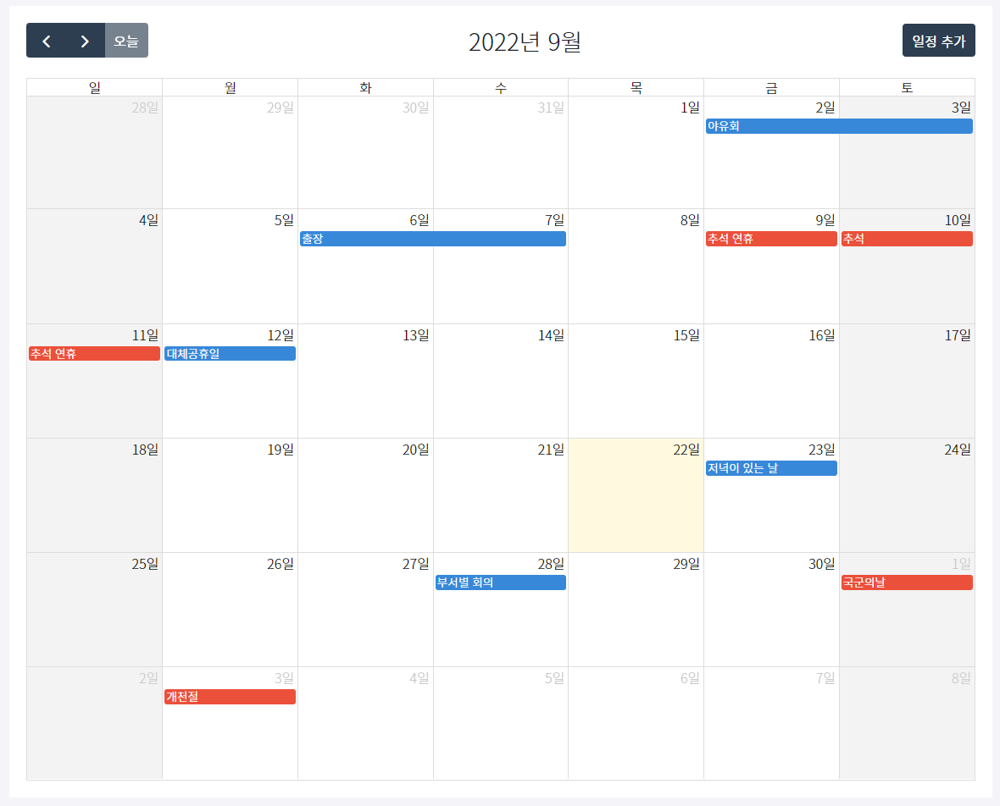 오늘
2022년 9월
일정 추가
일 월 화 수 목 금 토
28일 29일 30일 31일 1일 2일 3일
야유회
4일 5일 6일 7일 8일 9일 10일
출장 추석 연휴 추석
11일 12일 13일 14일 15일 16일 17일
추석 연휴 대체공휴일
18일 19일 20일 21일 22일 23일 24일
저녁이 있는 날
25일 26일 27일 28일 29일 30일 1일
부서별 회의 국군의날
2일 3일 4일 5일 6일 7일 8일
개천절